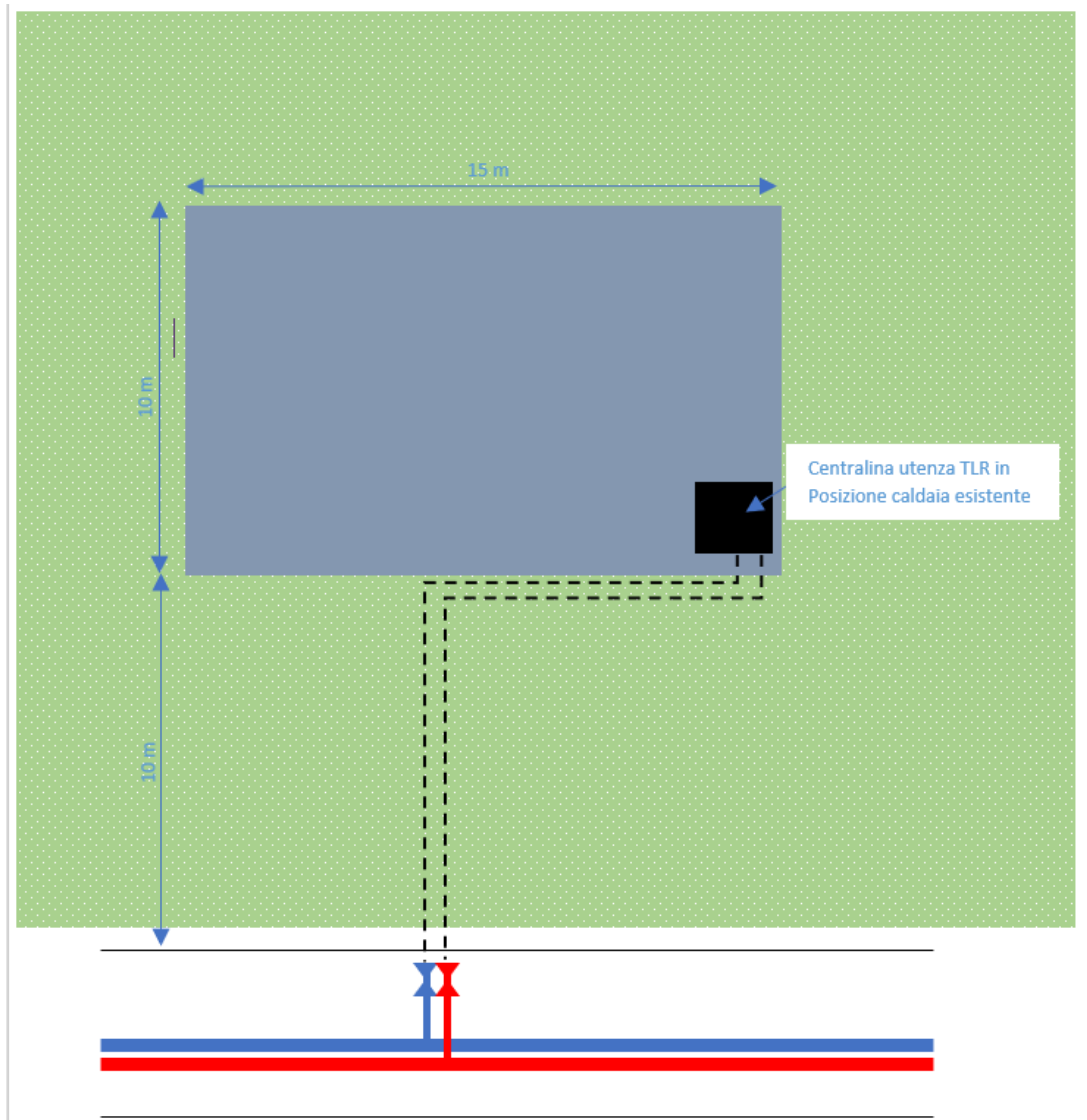 15 m
10 m
Centralina utenza TLR in
Posizione caldaia esistente
10 m